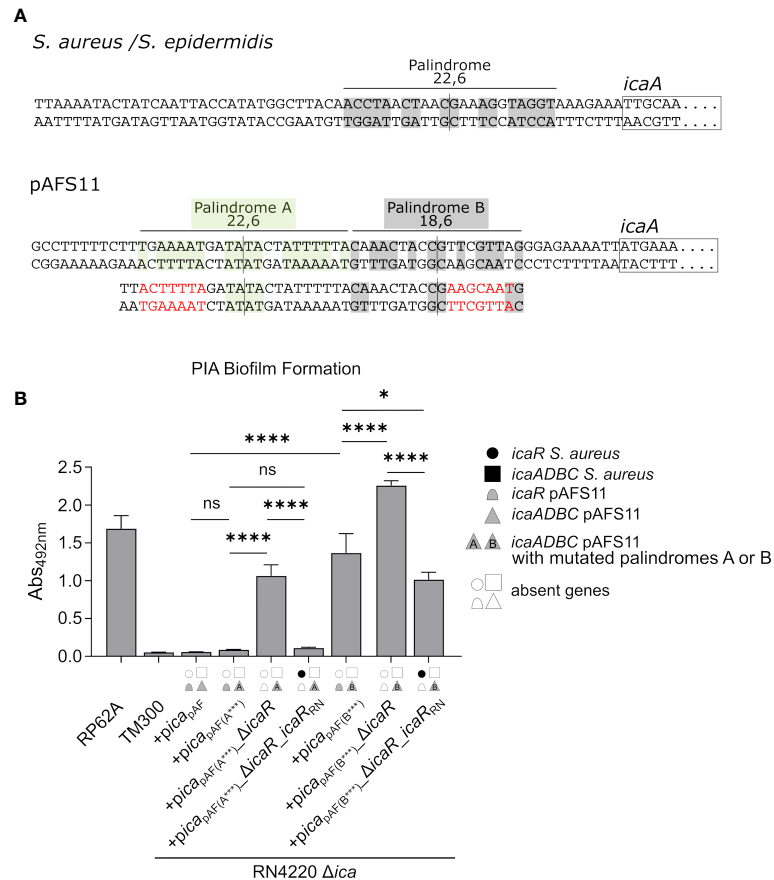 A
S. aureus /S. epidermidis
Palindrome
22,6
icaA
TTAAAATACTATCAATTACCATATGGCTTACAACCTAACTAACGAAAGGTAGGTAAAGAAATTGCAA....
AATTTTATGATAGTTAATGGTATACCGAATGTTGGATTGATTGCTTTCCATCCATTTCTTTAACGTT....
pAFS11
Palindrome A
22,6
Palindrome B
18,6
icaA
GCCTTTTTCTTTGAAAATGATATACTATTTTTACAAACTACCGTTCGTTAGGGAGAAAATTATGAAA....
CGGAAAAAGAAACTTTTACTATATGATAAAAATGTTTGATGGCAAGCAATCCCTCTTTTAATACTTT....
TTACTTTTAGATATACTATTTTTACAAACTACCGAAGCAATG
AATGAAAATCTATATGATAAAAATGTTTGATGGCTTCGTTAC
PIA Biofilm Formation
B
*
****
****
ns
****
ns
****
****
2.5
2.0
1.5
1.0
0.5
0.0
Abs492nm
A
A
A
B
B
B
RP62A
TM300
+picapAF
+picapAF(A***)
+picapAF(A***)_ΔicaR
+picapAF(A***)_ΔicaR_icaRRN
+picapAF(B***)
+picapAF(B***)_ΔicaR
+picapAF(B***)_ΔicaR_icaRRN
RN4220 Δica
icaR S. aureus
icaADBC S. aureus
icaR pAFS11
icaADBC pAFS11
A B icaADBC pAFS11
with mutated palindromes A or B
absent genes